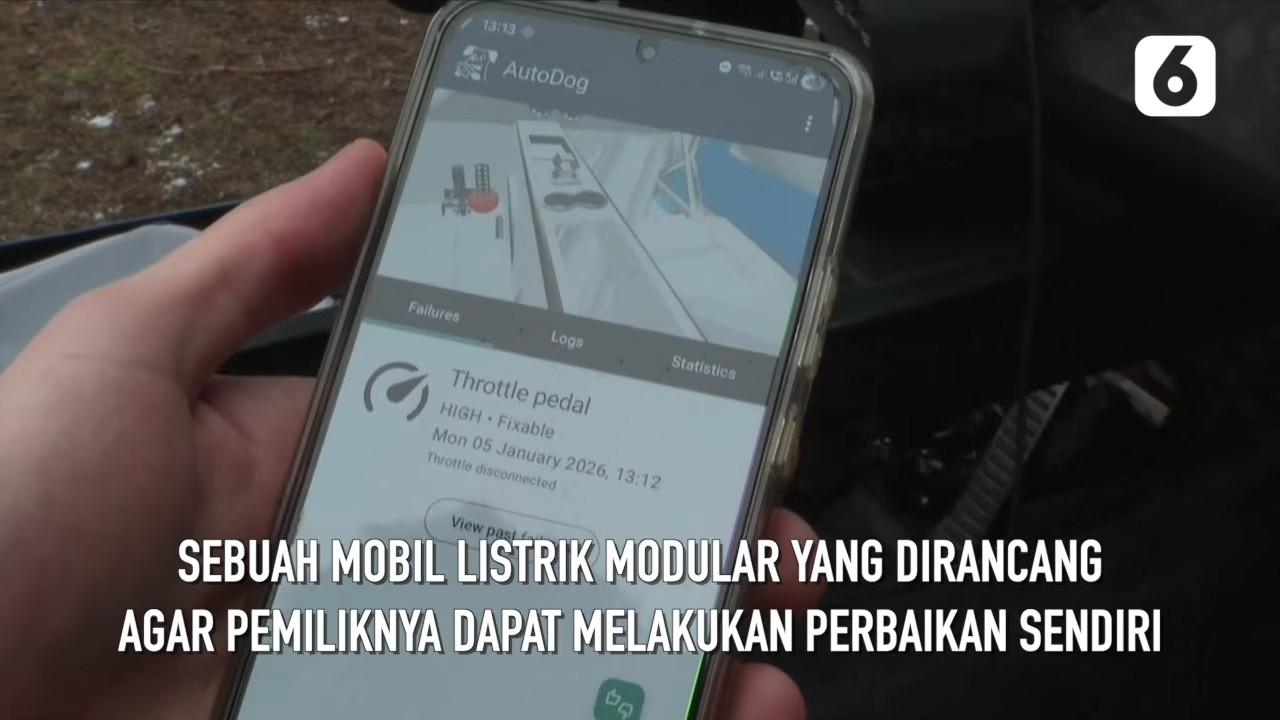 13:13
6
AutoDog
Failures
Logs
Statistics
Throttle pedal
HIGH • Fixable
Mon 05 January 2026, 13:12
Throttle disconnected
View past
SEBUAH MOBIL LISTRIK MODULAR YANG DIRANCANG
AGAR PEMILIKNYA DAPAT MELAKUKAN PERBAIKAN SENDIRI